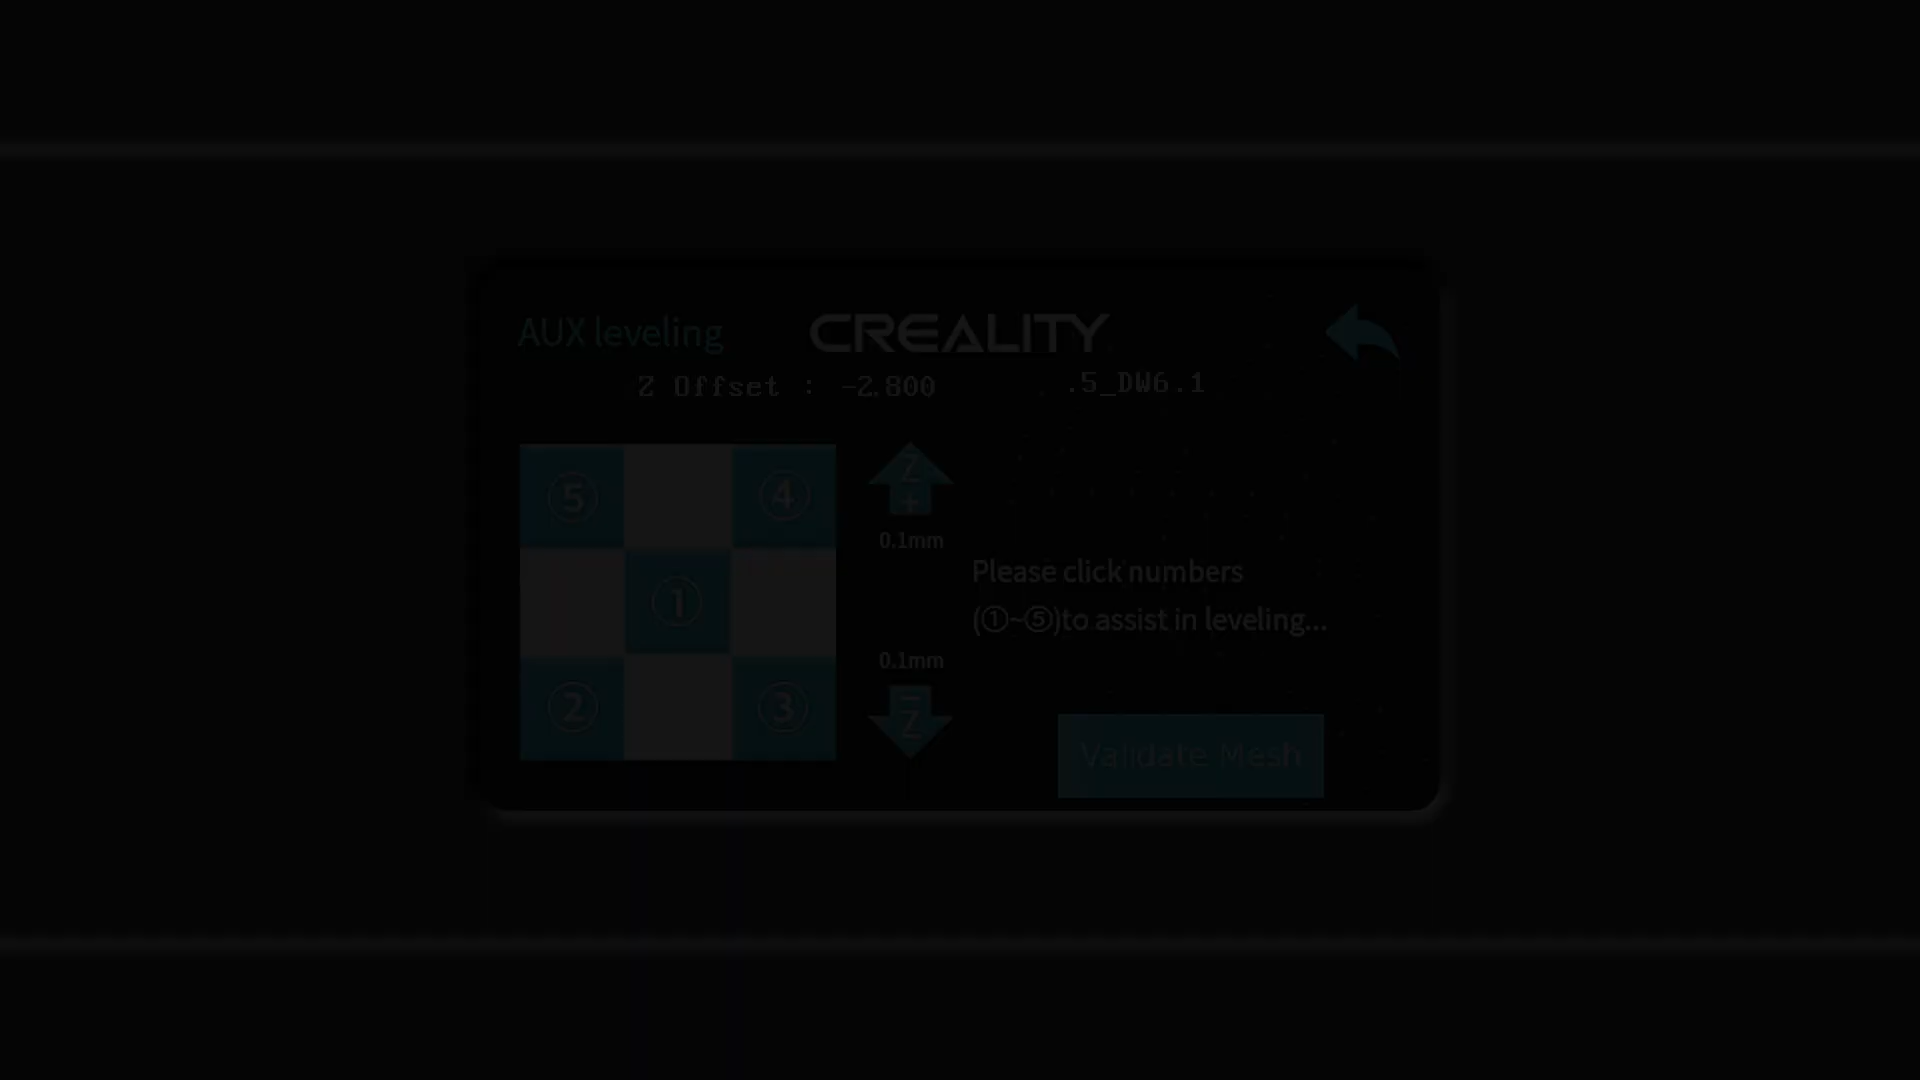 AUX leveling
CREALITY
Z Offset : -2.800
.5_DW6.1
⑤
④
Z
+
0.1mm
①
Please click numbers
(①~⑤)to assist in leveling...
0.1mm
②
③
–
Z
Validate Mesh